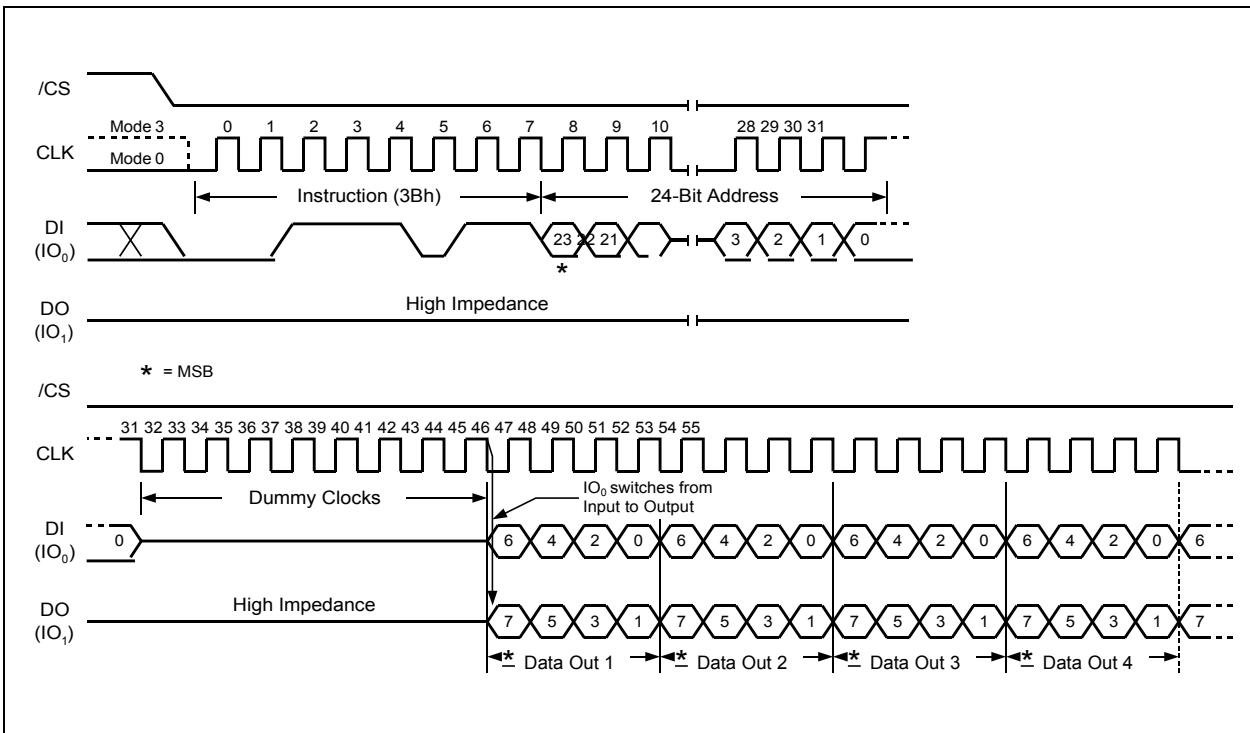 /CS
Mode 3
0 1 2 3 4 5 6 7 8 9 10 28 29 30 31
CLK
Mode 0
Instruction (3Bh) 24-Bit Address
DI
(IO0)
23 22 21 3 2 1 0
*
High Impedance
DO
(IO1)
* = MSB
/CS
31 32 33 34 35 36 37 38 39 40 41 42 43 44 45 46 47 48 49 50 51 52 53 54 55
CLK
Dummy Clocks
IO0 switches from
Input to Output
DI
(IO0)
0 6 4 2 0 6 4 2 0 6 4 2 0 6 4 2 0 6
High Impedance
DO
(IO1)
7 5 3 1 7 5 3 1 7 5 3 1 7 5 3 1 7
* Data Out 1 * Data Out 2 * Data Out 3 * Data Out 4